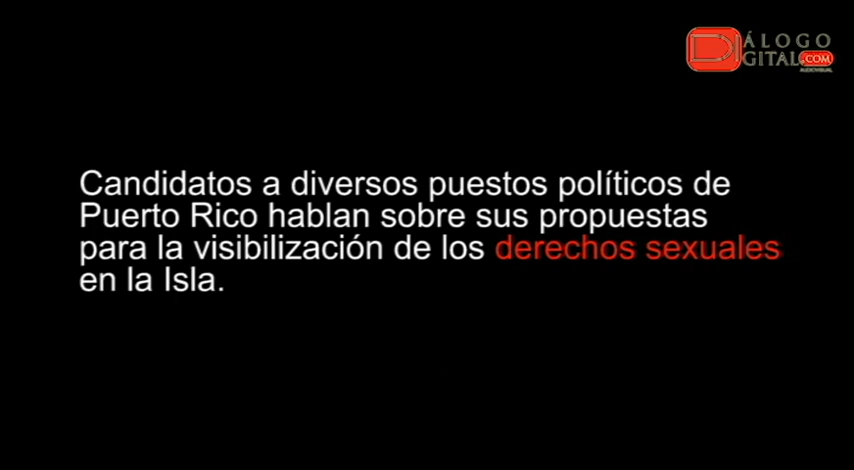 DIÁLOGO
DIGITAL.COM
AUDIOVISUAL
Candidatos a diversos puestos políticos de
Puerto Rico hablan sobre sus propuestas
para la visibilización de los derechos sexuales
en la Isla.